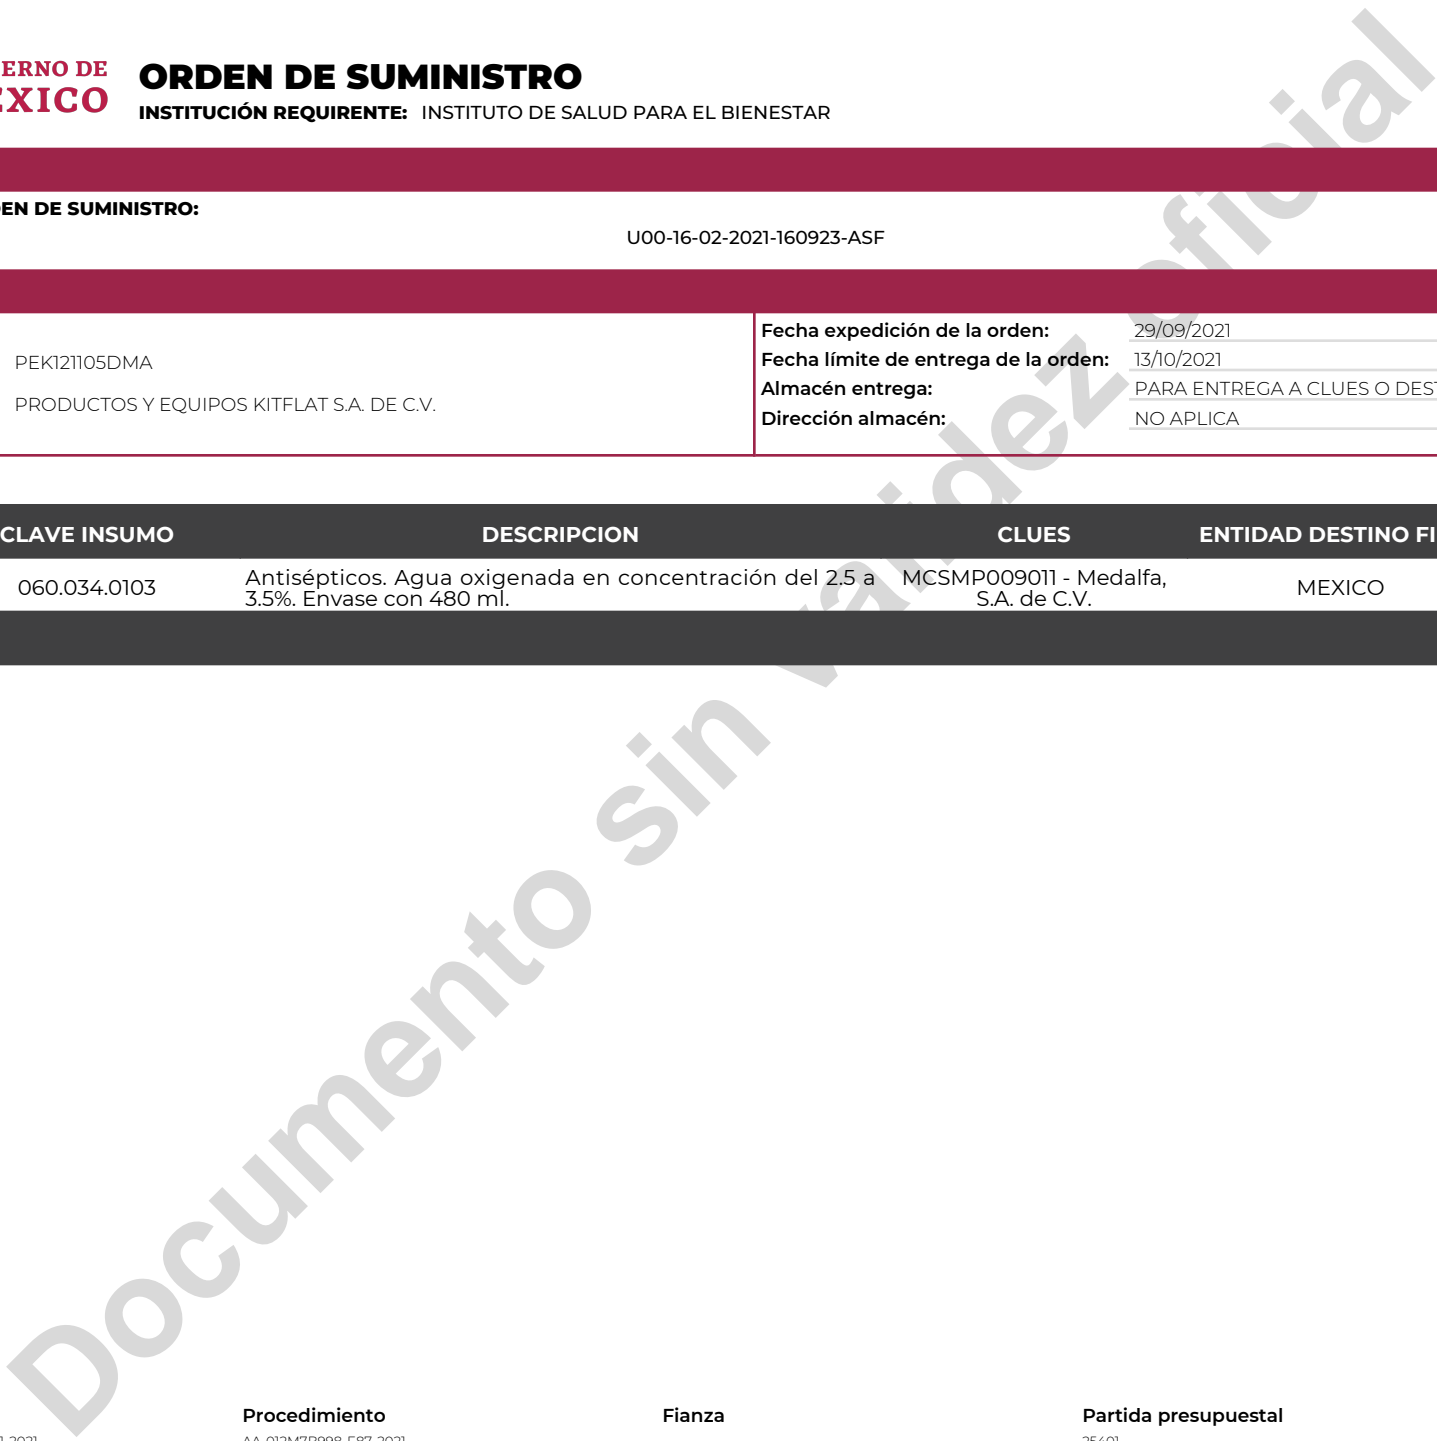 ERNO DE
EXICO
ORDEN DE SUMINISTRO
INSTITUCIÓN REQUIRENTE: INSTITUTO DE SALUD PARA EL BIENESTAR
EN DE SUMINISTRO:
U00-16-02-2021-160923-ASF
PEK121105DMA
PRODUCTOS Y EQUIPOS KITFLAT S.A. DE C.V.
Fecha expedición de la orden: 29/09/2021
Fecha límite de entrega de la orden: 13/10/2021
Almacén entrega: PARA ENTREGA A CLUES O DEST
Dirección almacén: NO APLICA
CLAVE INSUMO DESCRIPCION CLUES ENTIDAD DESTINO FI
060.034.0103 Antisépticos. Agua oxigenada en concentración del 2.5 a MCSMP009011 - Medalfa, MEXICO
3.5%. Envase con 480 ml. S.A. de C.V.
Documento sin validez oficial
Procedimiento Fianza Partida presupuestal